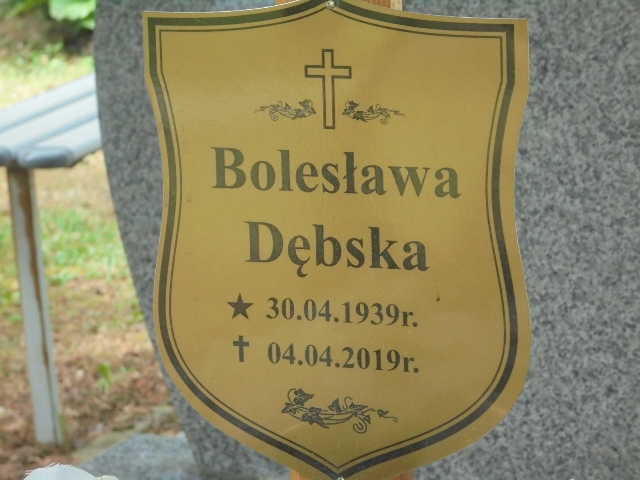 Bolesława
Dębska
★ 30.04.1939r.
✝ 04.04.2019r.